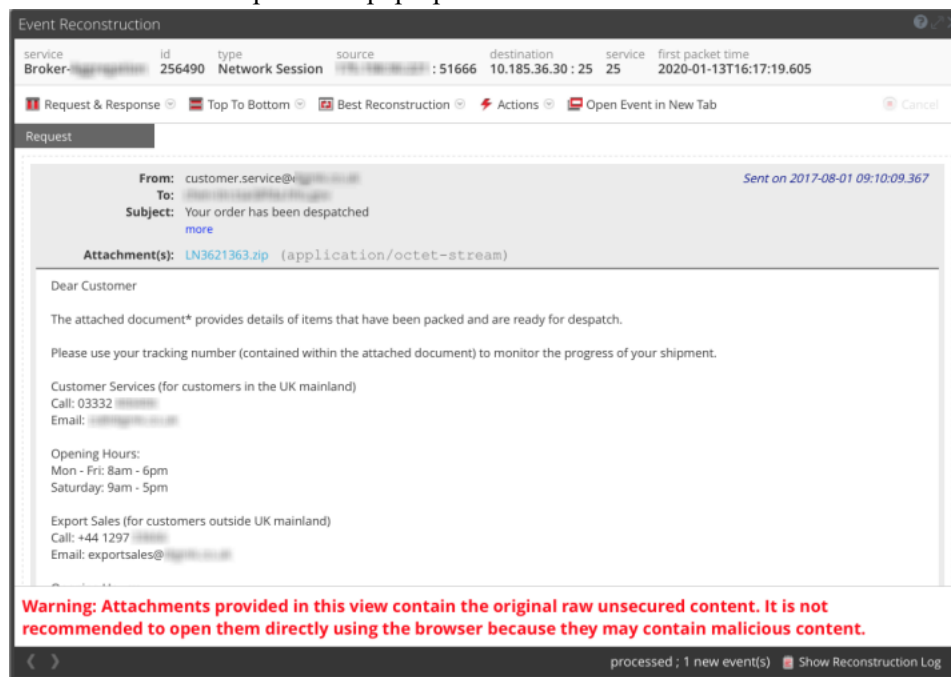 Event Reconstruction
service id type source destination service first packet time
Broker- 256490 Network Session : 51666 10.185.36.30 : 25 25 2020-01-13T16:17:19.605
Request & Response Top To Bottom Best Reconstruction Actions Open Event in New Tab Cancel
Request
From: customer.service@ Sent on 2017-08-01 09:10:09.367
To:
Subject: Your order has been despatched
more
Attachment(s): LN3621363.zip (application/octet-stream)
Dear Customer
The attached document* provides details of items that have been packed and are ready for despatch.
Please use your tracking number (contained within the attached document) to monitor the progress of your shipment.
Customer Services (for customers in the UK mainland)
Call: 03332
Email:
Opening Hours:
Mon - Fri: 8am - 6pm
Saturday: 9am - 5pm
Export Sales (for customers outside UK mainland)
Call: +44 1297
Email: exportsales@
Warning: Attachments provided in this view contain the original raw unsecured content. It is not
recommended to open them directly using the browser because they may contain malicious content.
processed ; 1 new event(s) Show Reconstruction Log